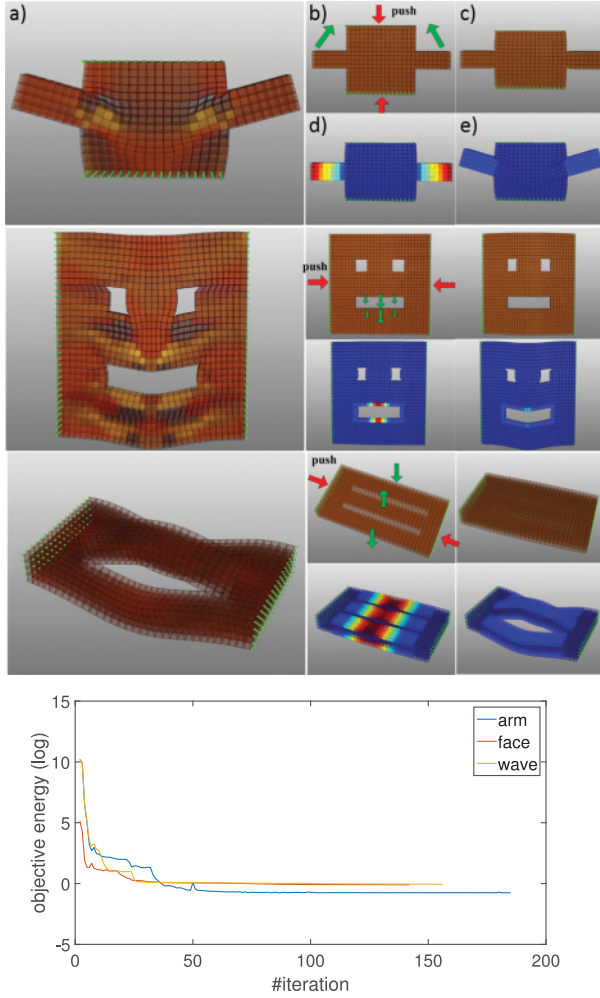 a)
b)
push
c)
d)
e)
push
push
15
10
5
0
-5
objective energy (log)
arm
face
wave
0
50
100
150
200
#iteration